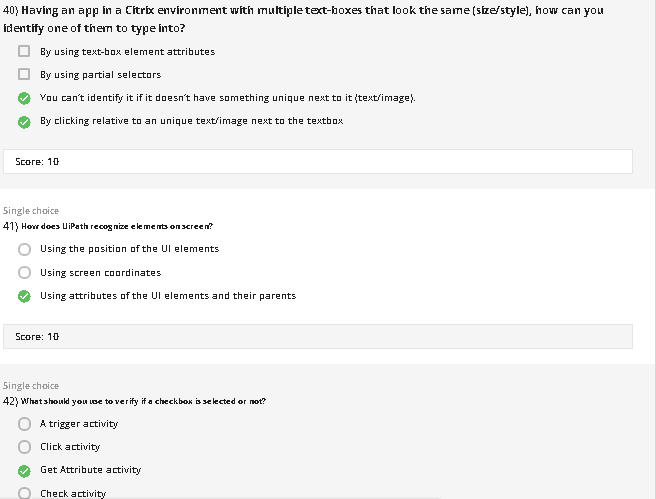 40) Having an app in a Citrix environment with multiple text-boxes that look the same (size/style), how can you
identify one of them to type into?
By using text-box element attributes
By using partial selectors
You can't identify it if it doesn't have something unique next to it (text/image).
By clicking relative to an unique text/image next to the textbox
Score: 10
Single choice
41) How does UiPath recognize elements on screen?
Using the position of the UI elements
Using screen coordinates
Using attributes of the UI elements and their parents
Score: 10
Single choice
42) What should you use to verify if a checkbox is selected or not?
A trigger activity
Click activity
Get Attribute activity
Check activity